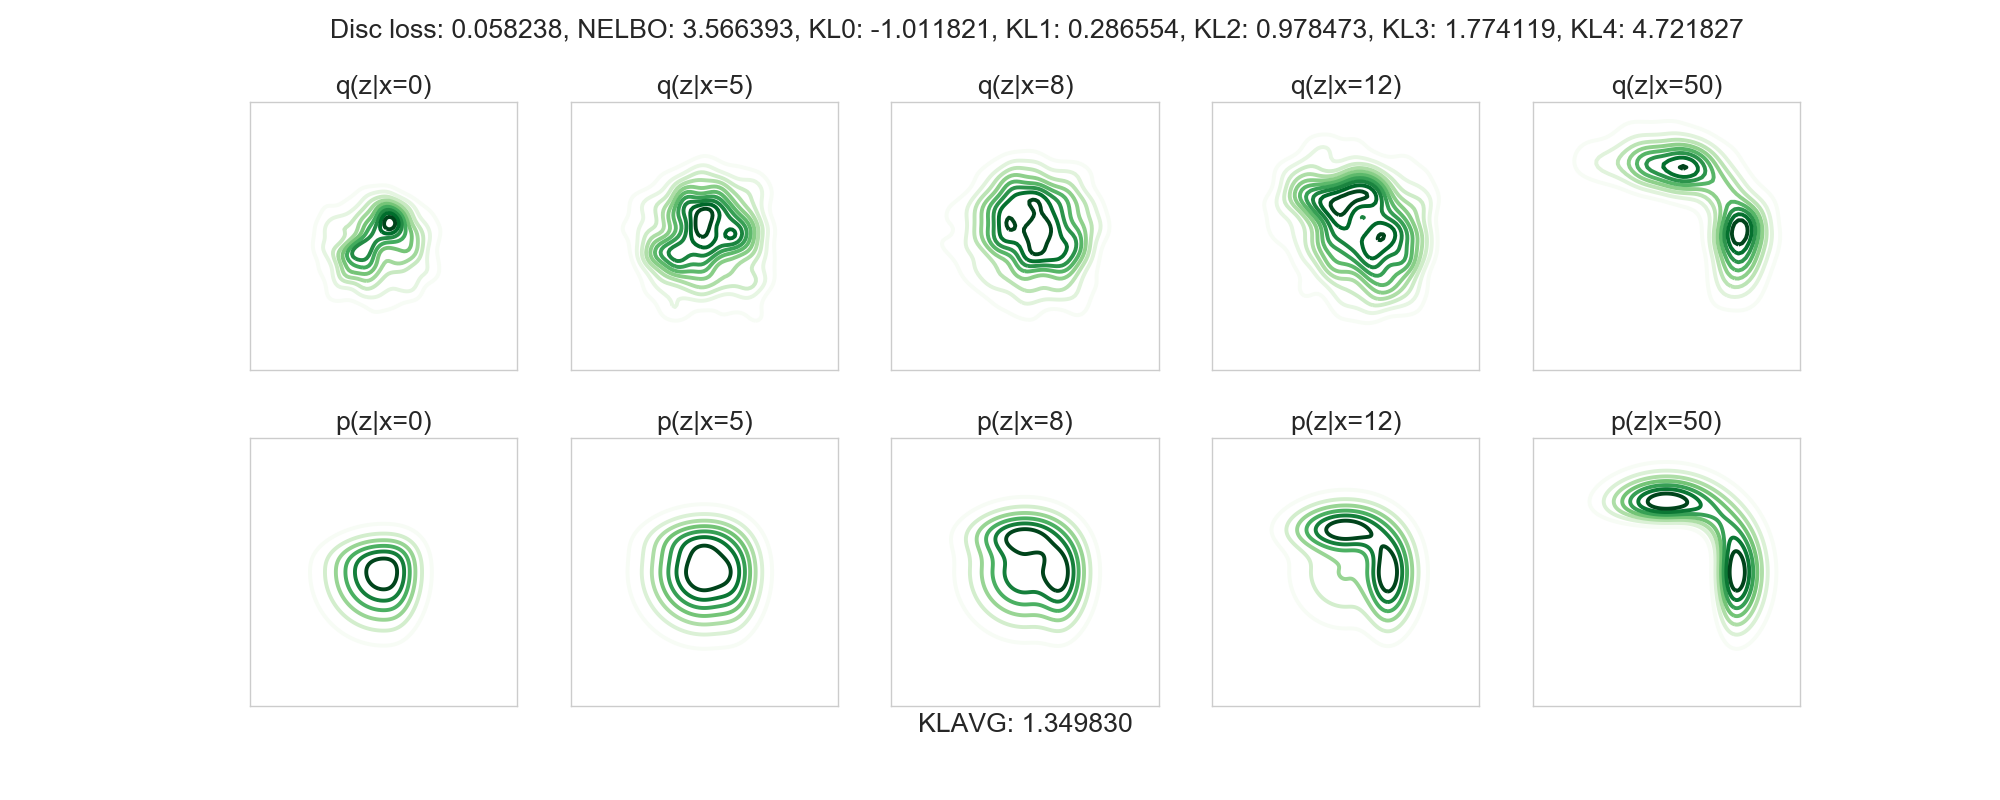 Disc loss: 0.058238, NELBO: 3.566393, KL0: -1.011821, KL1: 0.286554, KL2: 0.978473, KL3: 1.774119, KL4: 4.721827
q(z|x=0)
q(z|x=5)
q(z|x=8)
q(z|x=12)
q(z|x=50)
p(z|x=0)
p(z|x=5)
p(z|x=8)
p(z|x=12)
p(z|x=50)
KLAVG: 1.349830